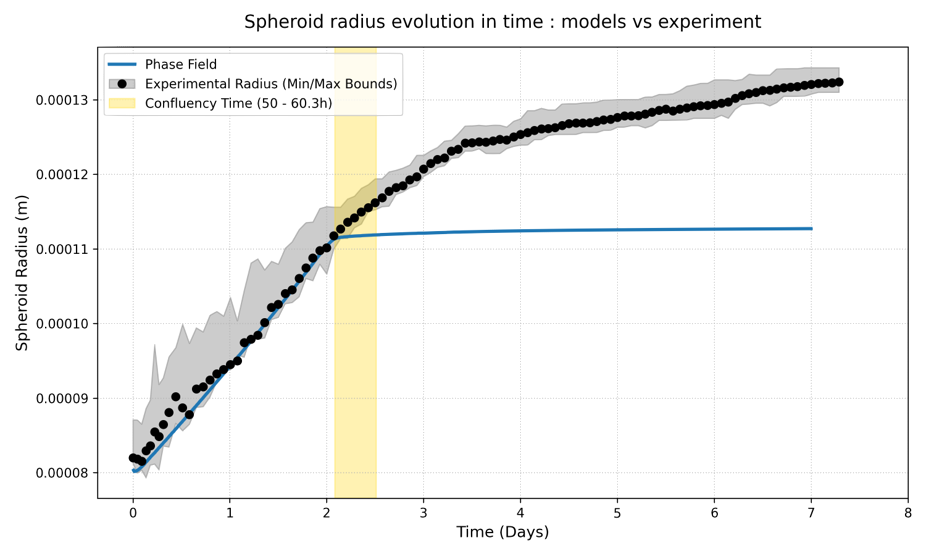 Spheroid radius evolution in time : models vs experiment
Phase Field
Experimental Radius (Min/Max Bounds)
Confluency Time (50 - 60.3h)
Spheroid Radius (m)
0.00013
0.00012
0.00011
0.00010
0.00009
0.00008
0 1 2 3 4 5 6 7 8
Time (Days)